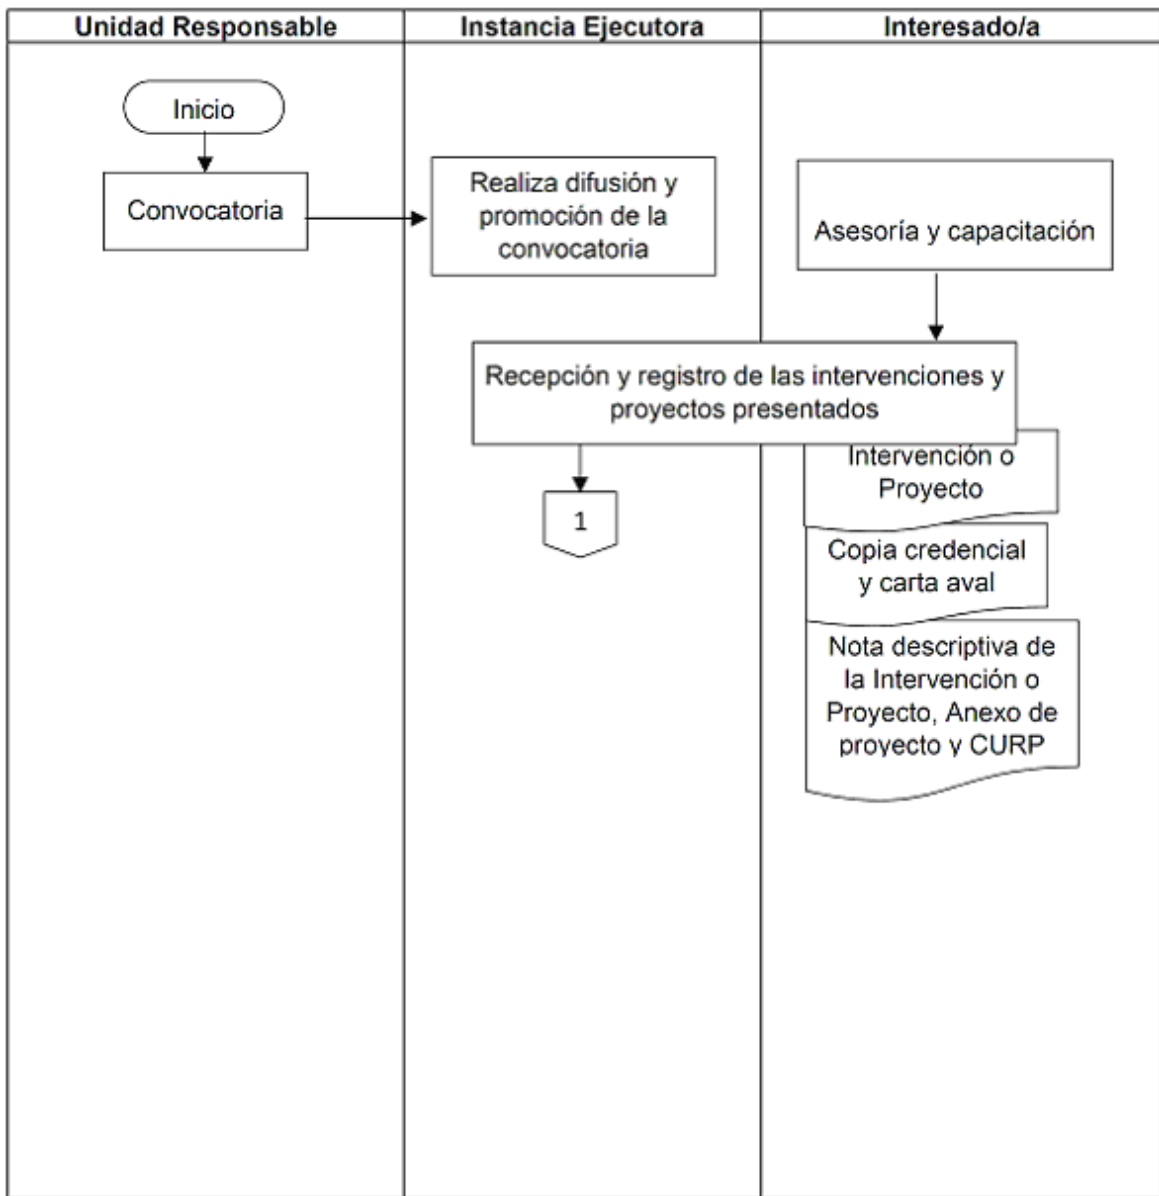 Unidad Responsable
Instancia Ejecutora
Interesado/a
Inicio
Convocatoria
Realiza difusión y
promoción de la
convocatoria
Asesoría y capacitación
Recepción y registro de las intervenciones y
proyectos presentados
1
Intervención o
Proyecto
Copia credencial
y carta aval
Nota descriptiva de
la Intervención o
Proyecto, Anexo de
proyecto y CURP